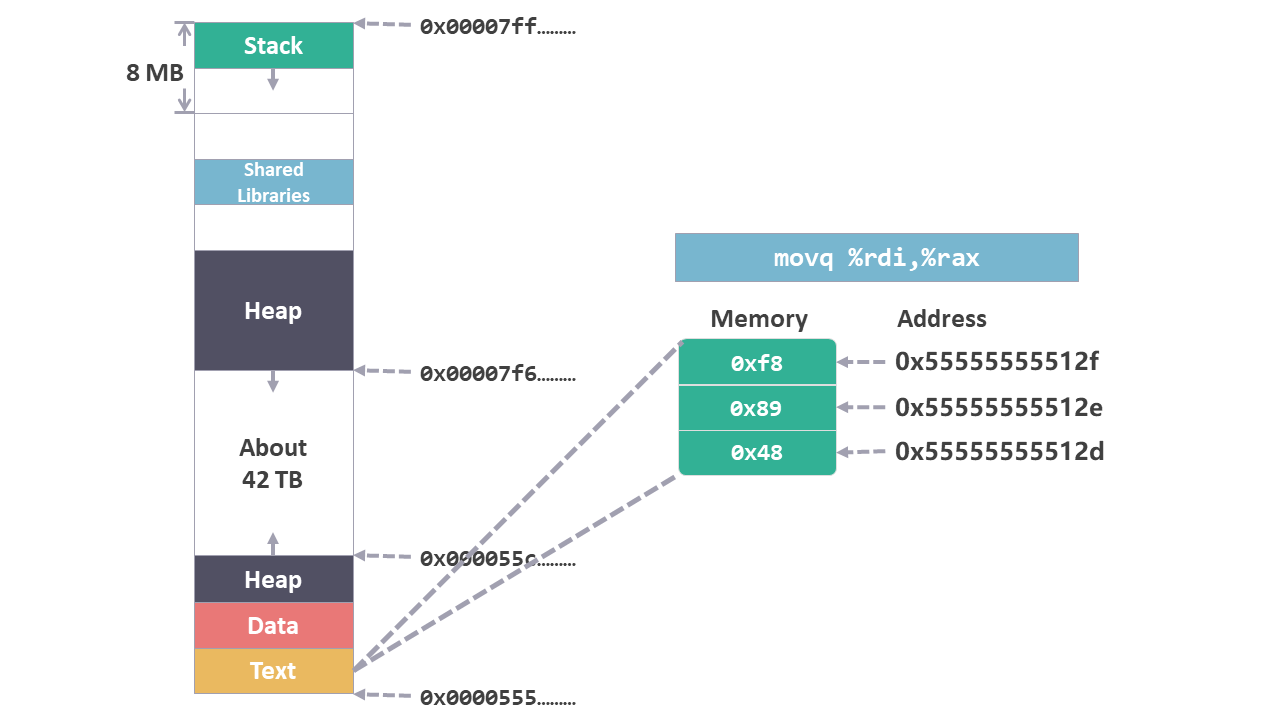 0x00007ff………
Stack
8 MB
Shared
Libraries
Heap
0x00007f6………
About
42 TB
0x000055c………
Heap
Data
Text
0x0000555………
movq %rdi,%rax
Memory Address
0xf8 0x55555555512f
0x89 0x55555555512e
0x48 0x55555555512d